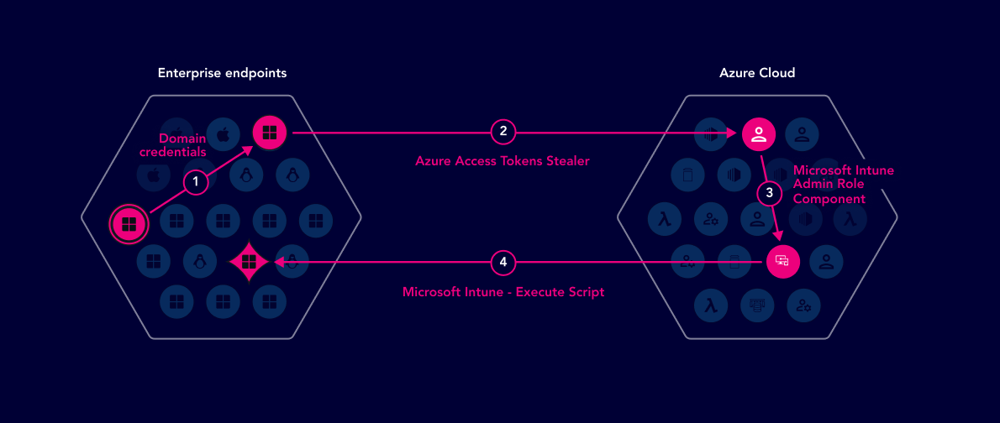 Enterprise endpoints
Azure Cloud
Domain
credentials
1
2
Azure Access Tokens Stealer
3
Microsoft Intune
Admin Role
Component
4
Microsoft Intune - Execute Script
λ
λ
λ